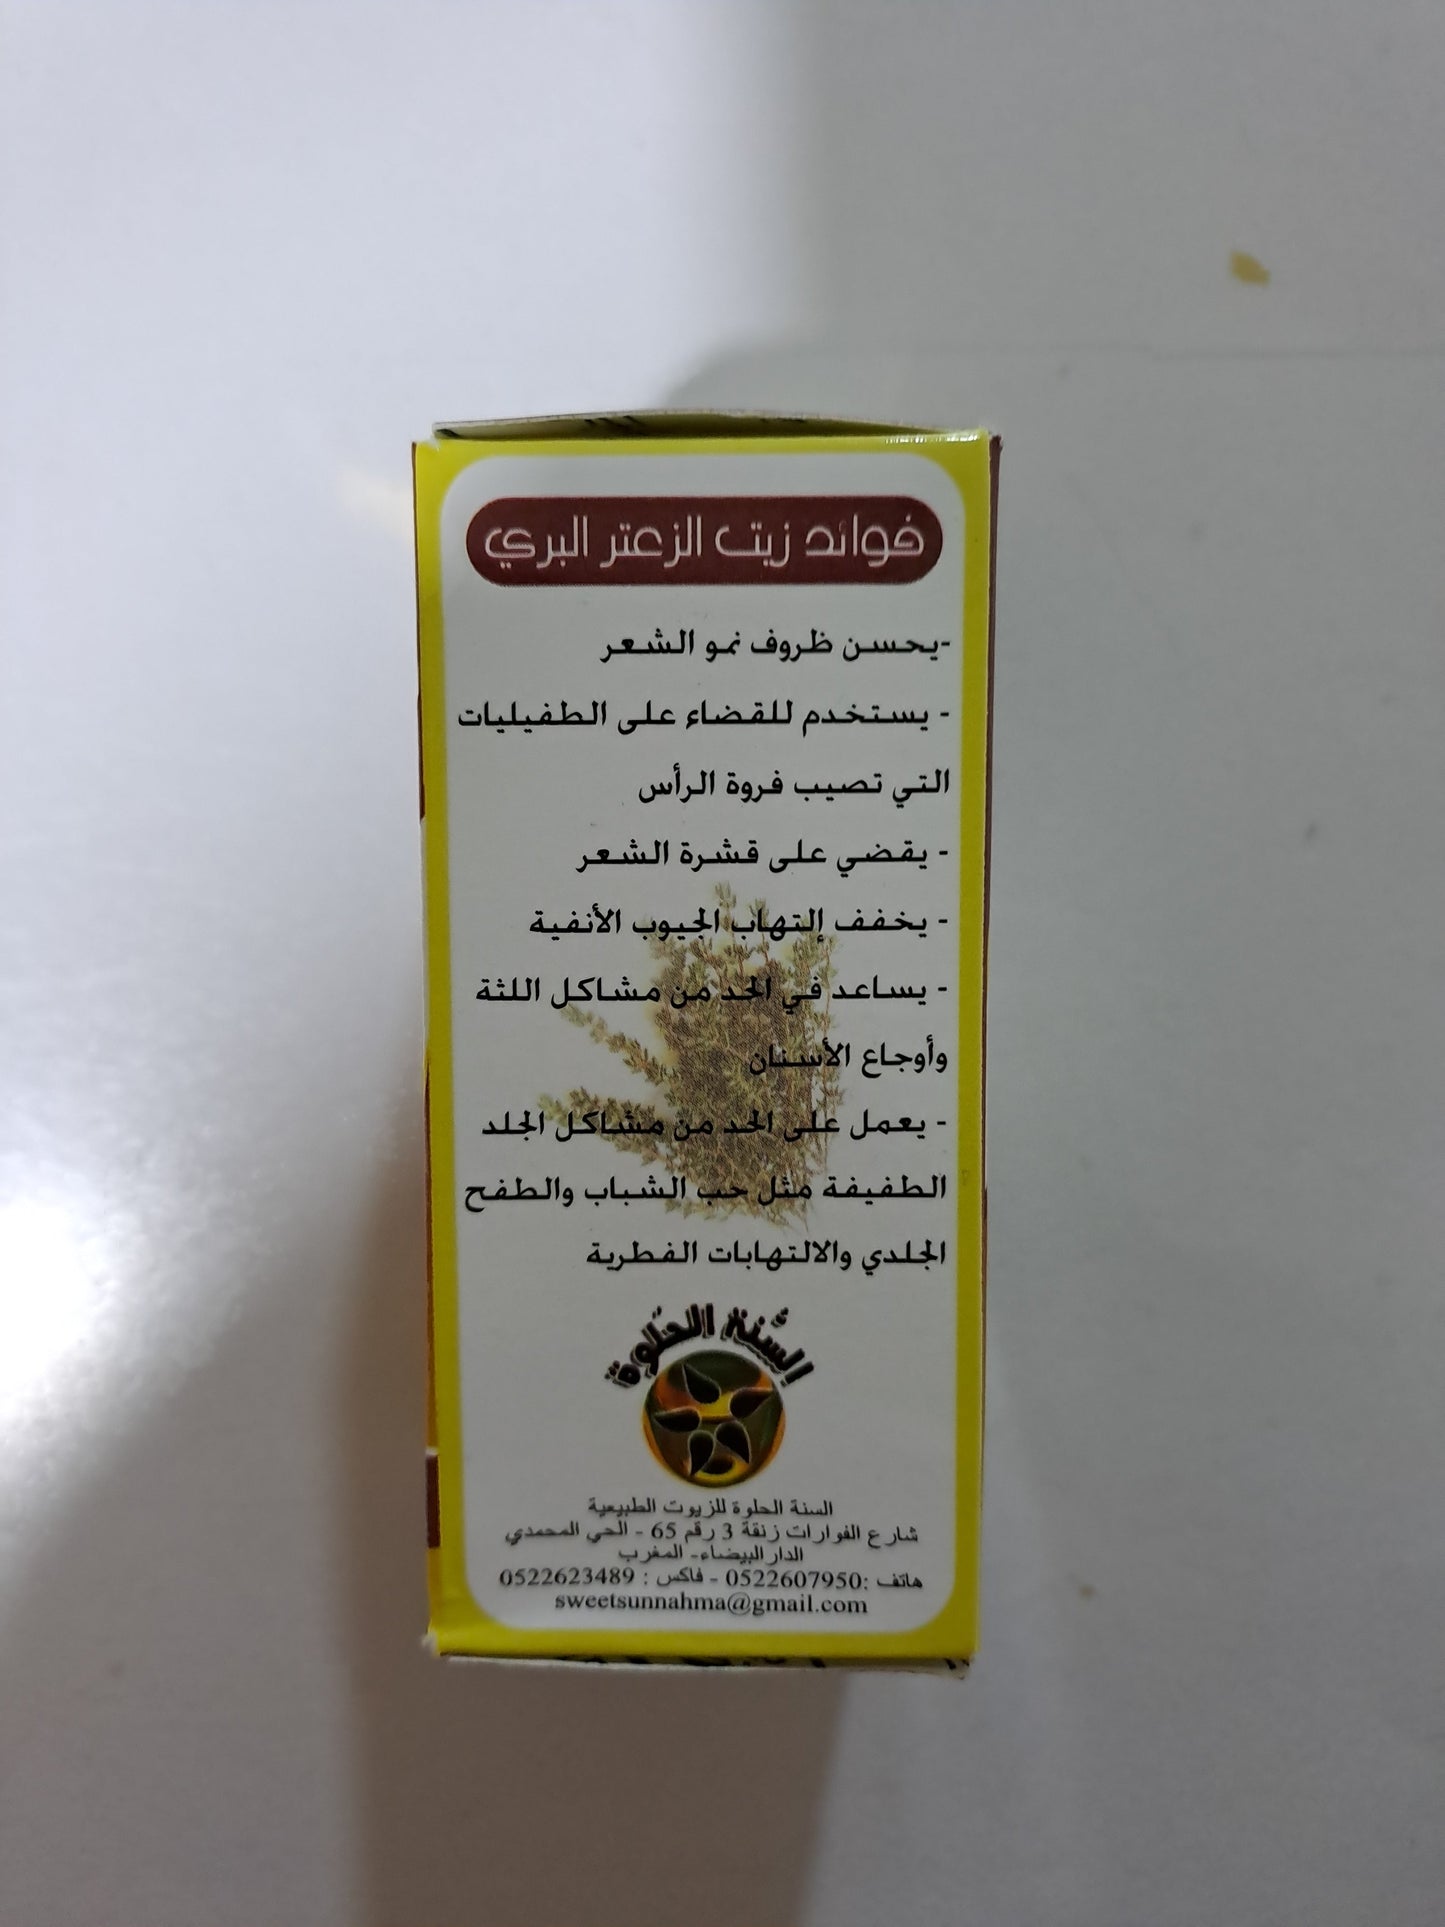 فوائد زيت الزعتر البري
-يحسن ظروف نمو الشعر
- يستخدم للقضاء على الطفيليات
التي تصيب فروة الرأس
- يقضي على قشرة الشعر
- يخفف إلتهاب الجيوب الأنفية
- يساعد في الحد من مشاكل اللثة
وأوجاع الأسنان
- يعمل على الحد من مشاكل الجلد
الطفيفة مثل حب الشباب والطفح
الجلدي والالتهابات الفطرية
السُنة الحلوة
السنة الحلوة للزيوت الطبيعية
شارع الفوارات زنقة 3 رقم 65 - الحي المحمدي
الدار البيضاء- المغرب
هاتف :0522607950 - فاكس : 0522623489
sweetsunnahma@gmail.com